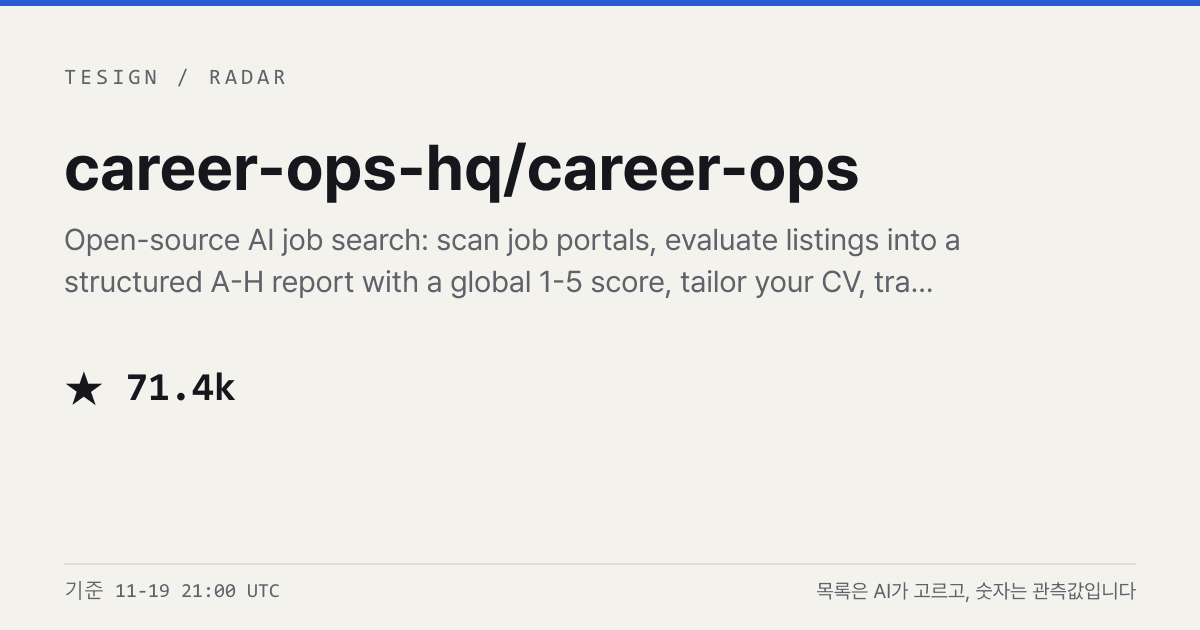 TESIGN / RADAR
career-ops-hq/career-ops
Open-source AI job search: scan job portals, evaluate listings into a
structured A-H report with a global 1-5 score, tailor your CV, tra...
★ 71.4k
기준 11-19 21:00 UTC
목록은 AI가 고르고, 숫자는 관측값입니다